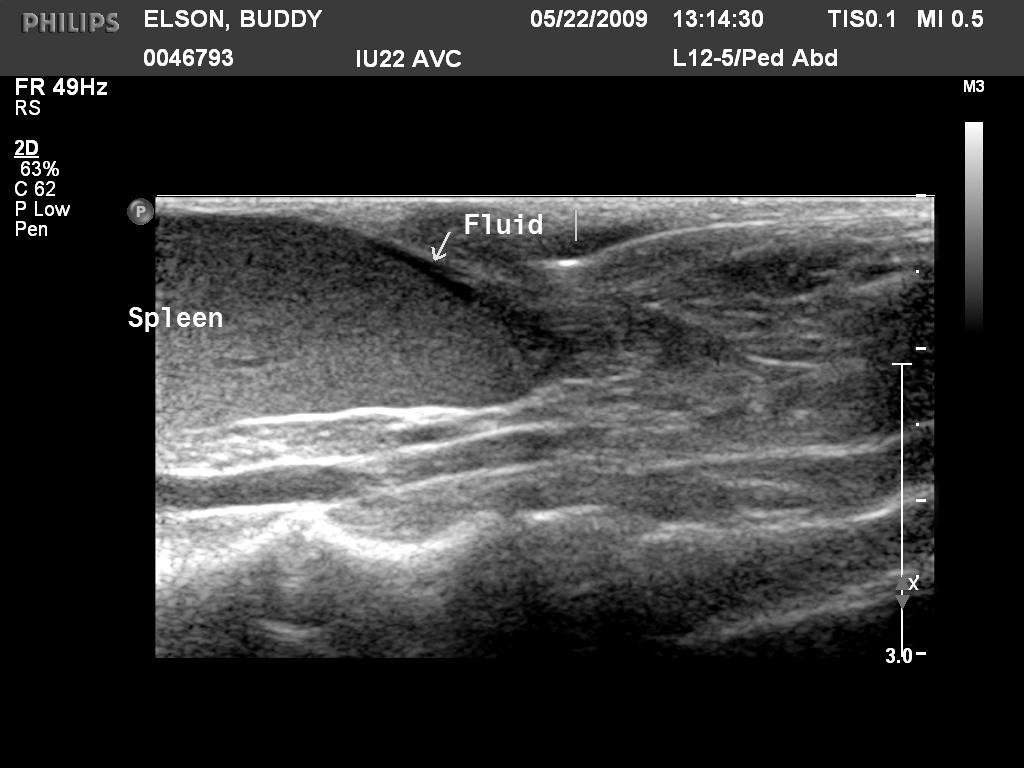 PHILIPS
ELSON, BUDDY 05/22/2009 13:14:30 TIS0.1 MI 0.5
0046793 IU22 AVC L12-5/Ped Abd
FR 49Hz
RS
M3
2D
63%
C 62
P Low
Pen
P
Fluid
Spleen
X
3.0